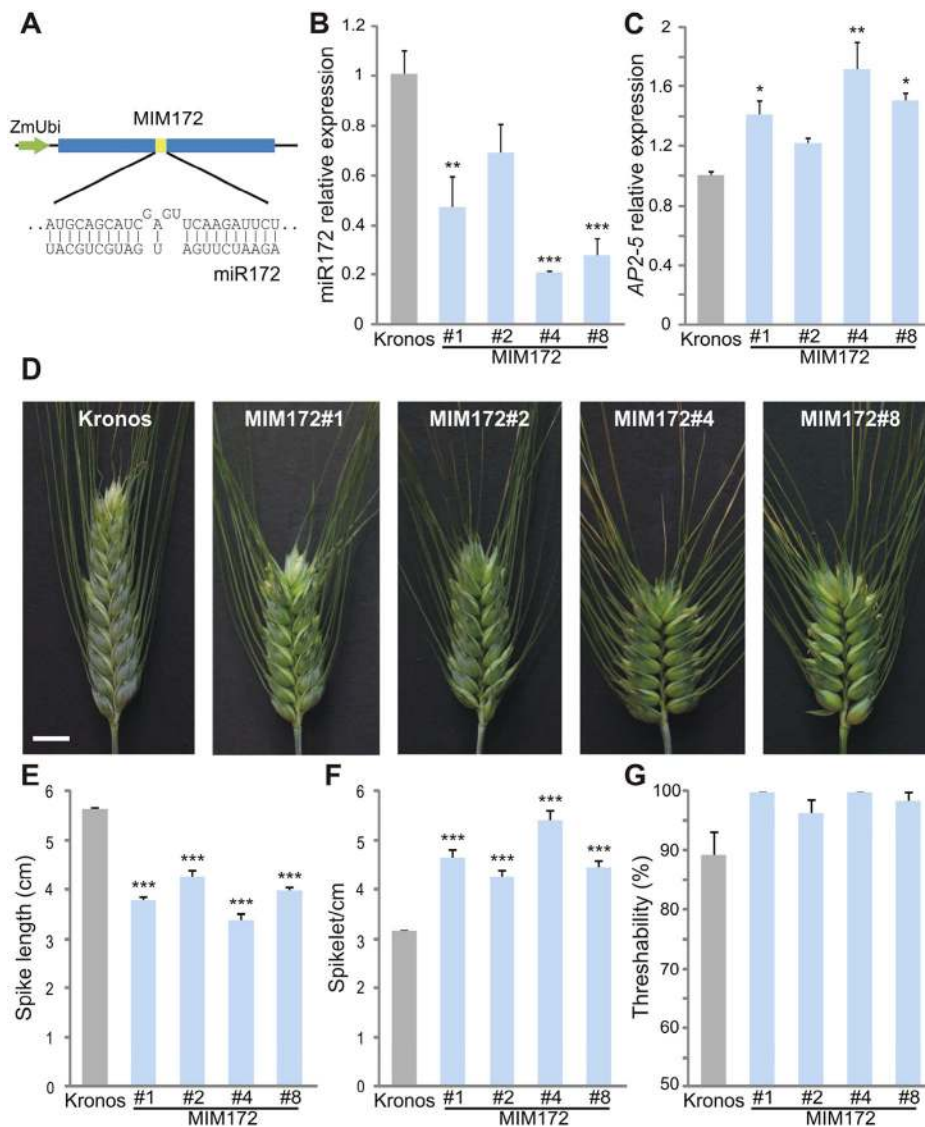 A
ZmUbi
MIM172
..AUGCAGCAUC GAGU UCAAGAUUCU..
UACGUCGUAG U AGUUCUAAGA
miR172
B
miR172 relative expression
1.2
1
0.8
0.6
0.4
0.2
0
**
***
***
Kronos #1 #2 #4 #8
MIM172
C
AP2-5 relative expression
2
1.6
1.2
0.8
0.4
0
*
**
*
Kronos #1 #2 #4 #8
MIM172
D
Kronos MIM172#1 MIM172#2 MIM172#4 MIM172#8
E
Spike length (cm)
6
5
4
3
2
1
0
*** *** *** ***
Kronos #1 #2 #4 #8
MIM172
F
Spikelet/cm
6
5
4
3
2
1
0
*** *** *** ***
Kronos #1 #2 #4 #8
MIM172
G
Threshability (%)
100
90
80
70
60
50
Kronos #1 #2 #4 #8
MIM172